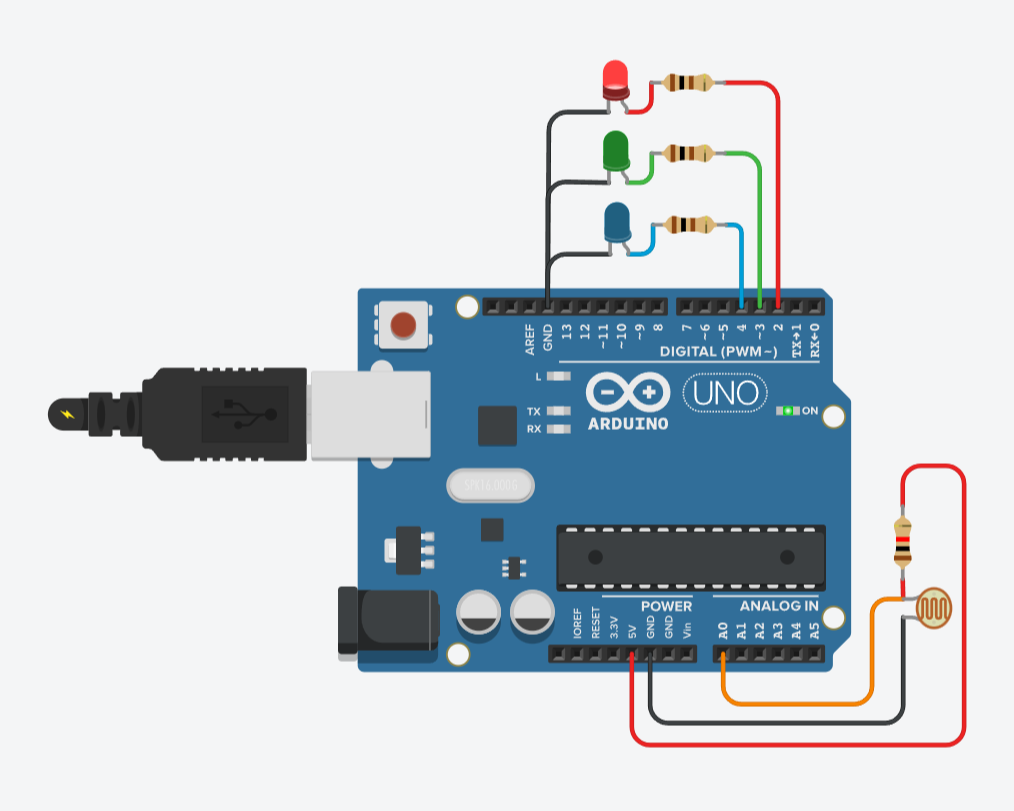 AREF
GND
13
12
~11
~10
~9
8
7
~6
~5
4
~3
2
TX→1
RX←0
DIGITAL (PWM~)
L
TX
RX
UNO
ON
ARDUINO
SPK16.000G
POWER
ANALOG IN
IOREF
RESET
3.3V
5V
GND
GND
Vin
A0
A1
A2
A3
A4
A5